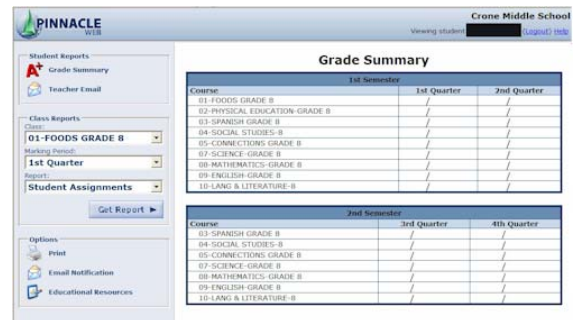 PINNACLE
WEB
Crone Middle School
Viewing student (Logout) Help
Student Reports
A+ Grade Summary
Teacher Email
Class Reports
Class:
01-FOODS GRADE 8
Marking Period:
1st Quarter
Report:
Student Assignments
Get Report
Options
Print
Email Notification
Educational Resources
Grade Summary
1st Semester
Course 1st Quarter 2nd Quarter
01-FOODS GRADE 8 / /
02-PHYSICAL EDUCATION-GRADE 8 / /
03-SPANISH GRADE 8 / /
04-SOCIAL STUDIES-8 / /
05-CONNECTIONS GRADE 8 / /
07-SCIENCE-GRADE 8 / /
08-MATHEMATICS-GRADE 8 / /
09-ENGLISH-GRADE 8 / /
10-LANG & LITERATURE-8 / /
2nd Semester
Course 3rd Quarter 4th Quarter
03-SPANISH GRADE 8 / /
04-SOCIAL STUDIES-8 / /
05-CONNECTIONS GRADE 8 / /
07-SCIENCE-GRADE 8 / /
08-MATHEMATICS-GRADE 8 / /
09-ENGLISH-GRADE 8 / /
10-LANG & LITERATURE-8 / /